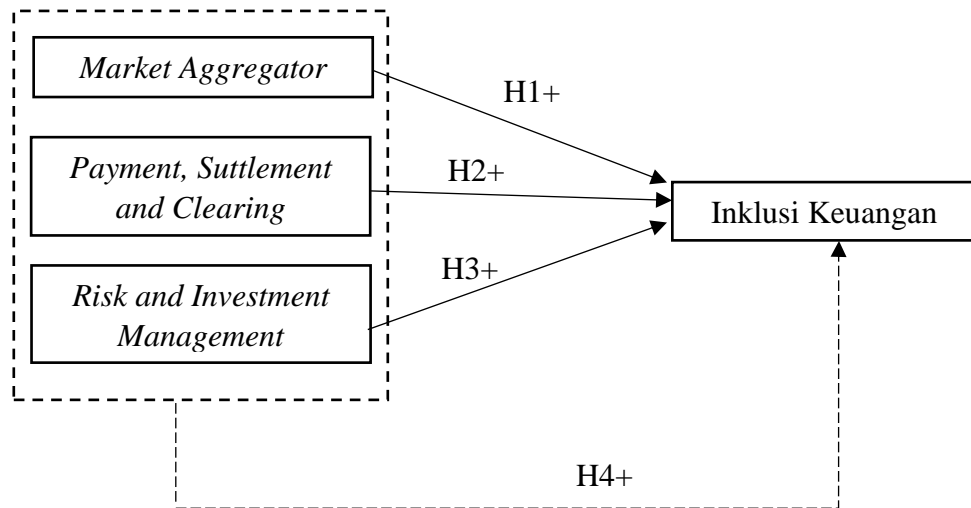 Market Aggregator
H1+
Payment, Suttlement
and Clearing
H2+
Inklusi Keuangan
Risk and Investment
Management
H3+
H4+